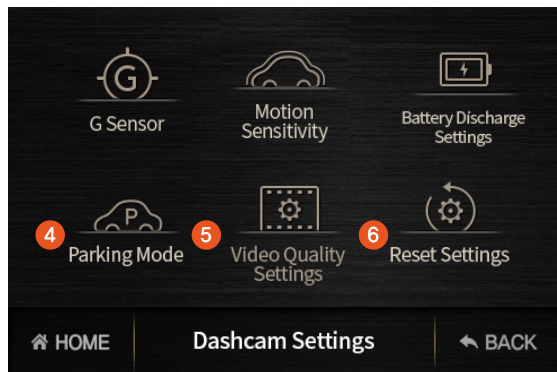 G
G Sensor
Motion
Sensitivity
Battery Discharge
Settings
P
4
Parking Mode
5
Video Quality
Settings
6
Reset Settings
HOME
Dashcam Settings
BACK